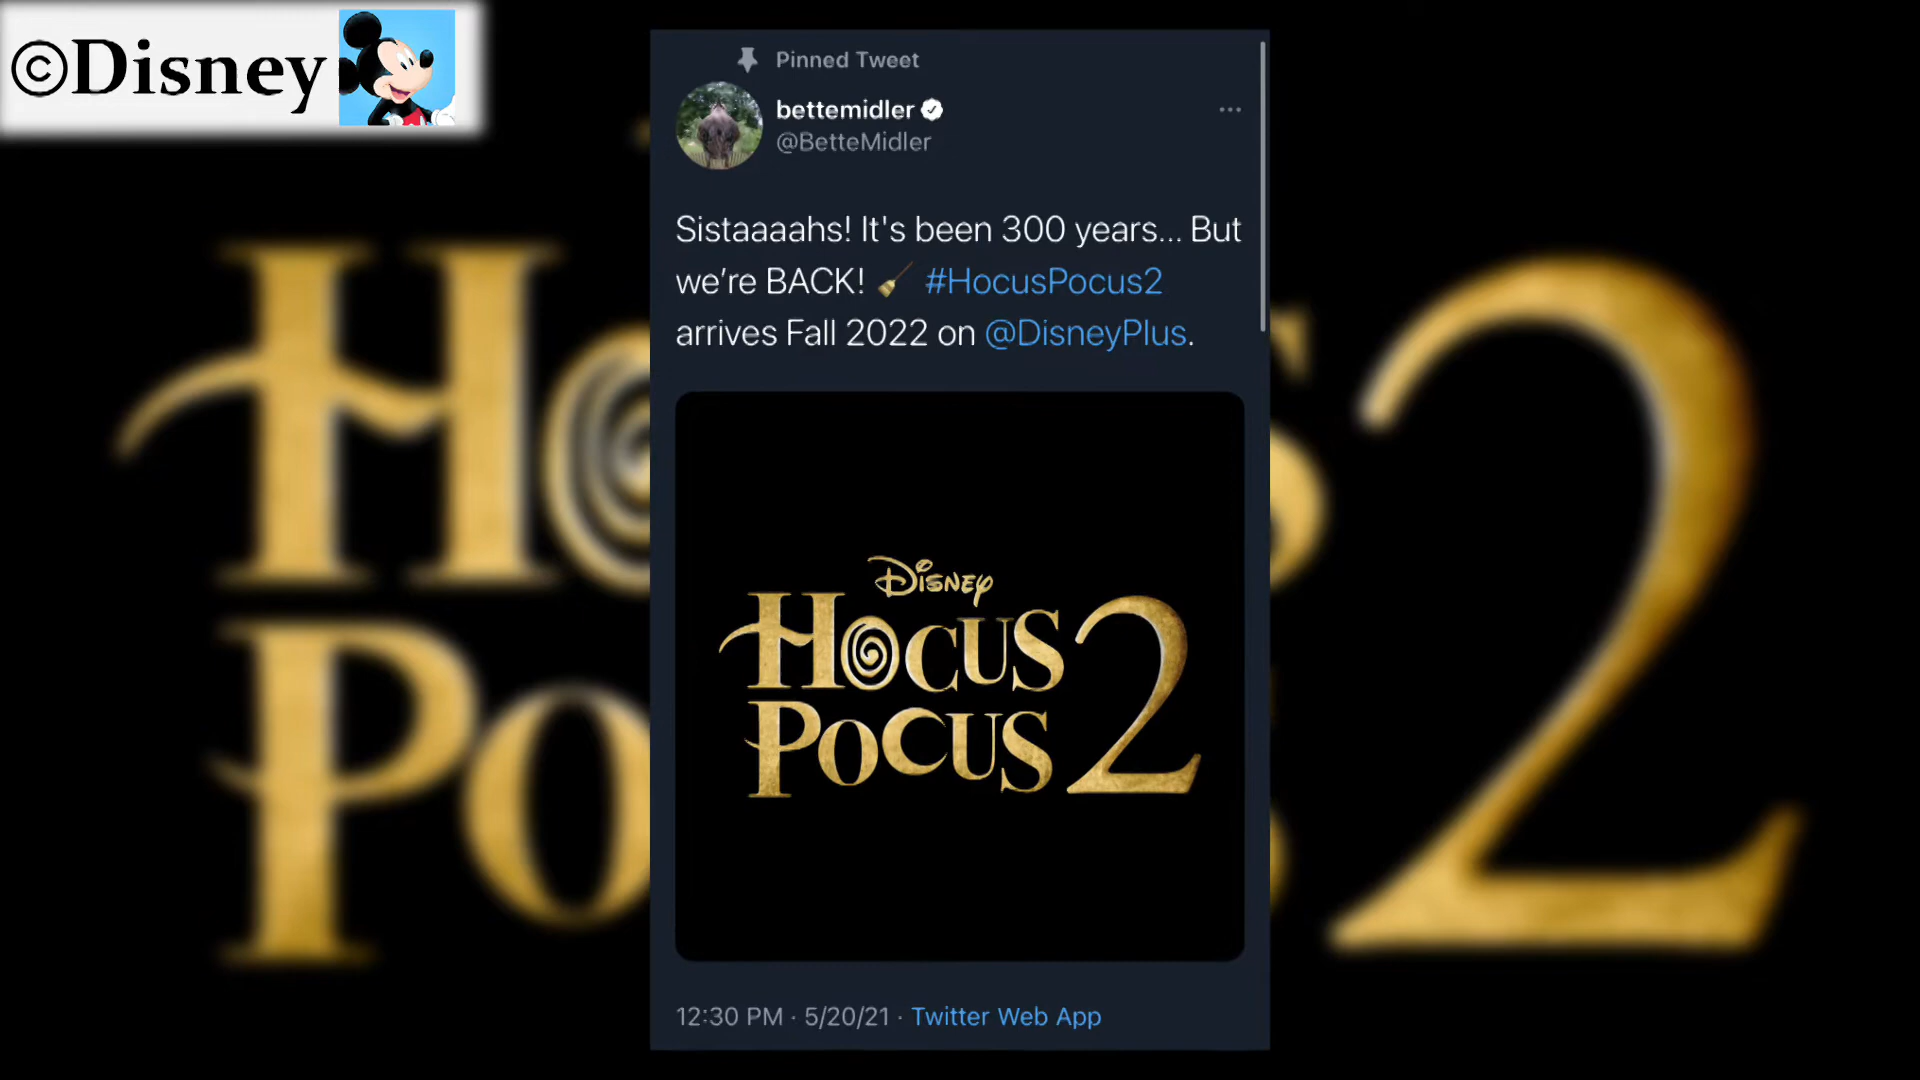 ©Disney
Pinned Tweet
bettemidler
@BetteMidler
Sistaaaahs! It's been 300 years... But
we’re BACK! 🧹 #HocusPocus2
arrives Fall 2022 on @DisneyPlus.
Disney
Hocus
Pocus 2
12:30 PM · 5/20/21 · Twitter Web App